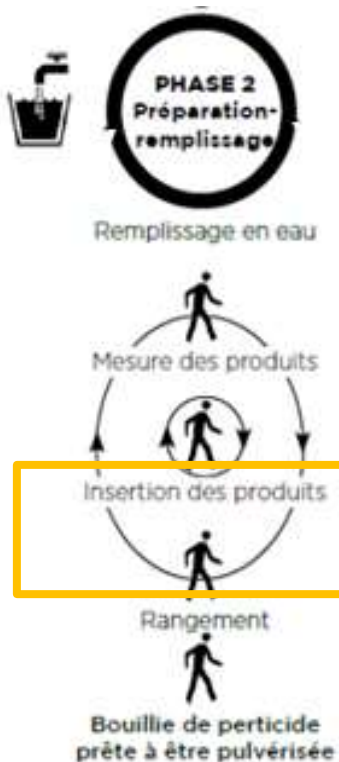 PHASE 2
Préparation-
remplissage
Remplissage en eau
Mesure des produits
Insertion des produits
Rangement
Bouillie de perticide
prête à être pulvérisée